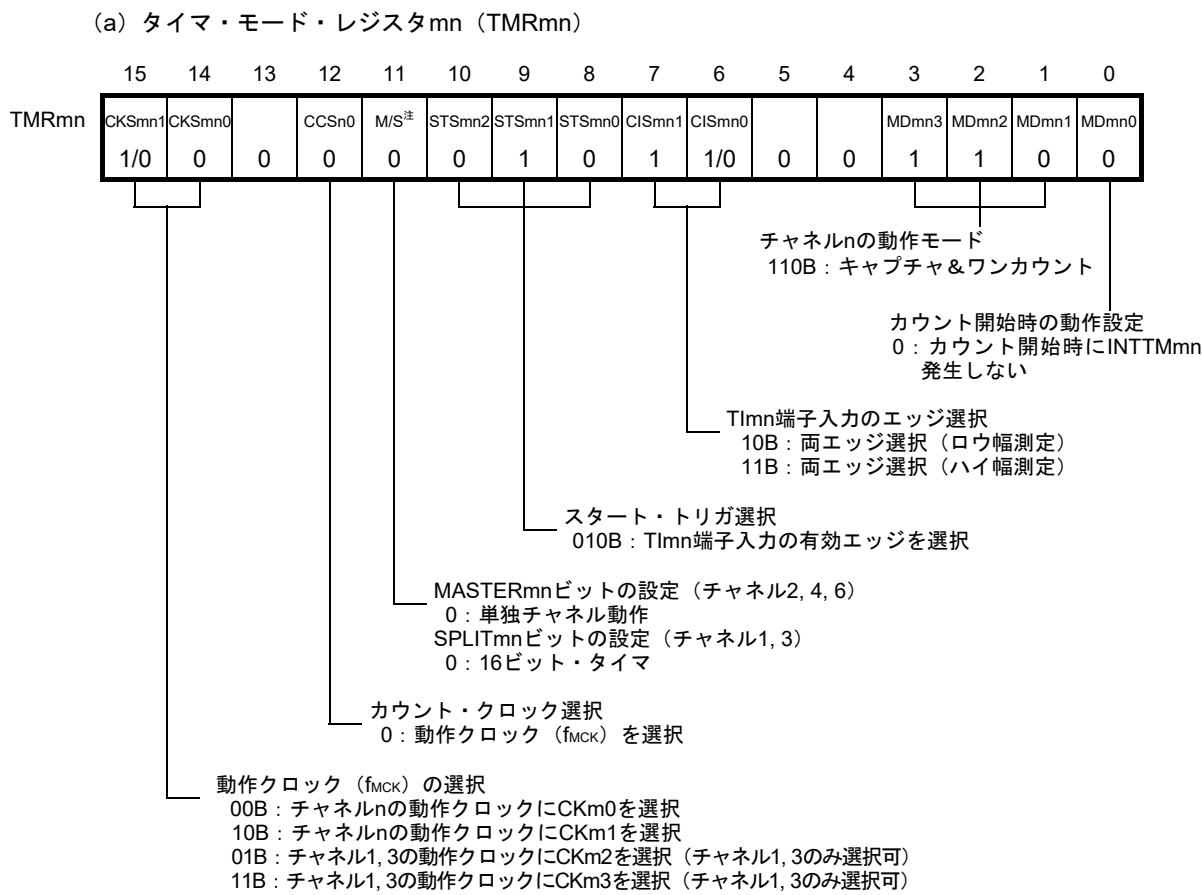 (a) タイマ・モード・レジスタmn（TMRmn）
15 14 13 12 11 10 9 8 7 6 5 4 3 2 1 0
TMRmn CKSmn1 CKSmn0 CCSn0 M/S注 STSmn2 STSmn1 STSmn0 CISmn1 CISmn0 MDmn3 MDmn2 MDmn1 MDmn0
1/0 0 0 0 0 0 1 0 1 1/0 0 0 1 1 0 0
チャネルnの動作モード
110B：キャプチャ＆ワンカウント
カウント開始時の動作設定
0：カウント開始時にINTTMmn
発生しない
TImn端子入力のエッジ選択
10B：両エッジ選択（ロウ幅測定）
11B：両エッジ選択（ハイ幅測定）
スタート・トリガ選択
010B：TImn端子入力の有効エッジを選択
MASTERmnビットの設定（チャネル2, 4, 6）
0：単独チャネル動作
SPLITmnビットの設定（チャネル1, 3）
0：16ビット・タイマ
カウント・クロック選択
0：動作クロック（fMCK）を選択
動作クロック（fMCK）の選択
00B：チャネルnの動作クロックにCKm0を選択
10B：チャネルnの動作クロックにCKm1を選択
01B：チャネル1, 3の動作クロックにCKm2を選択（チャネル1, 3のみ選択可）
11B：チャネル1, 3の動作クロックにCKm3を選択（チャネル1, 3のみ選択可）